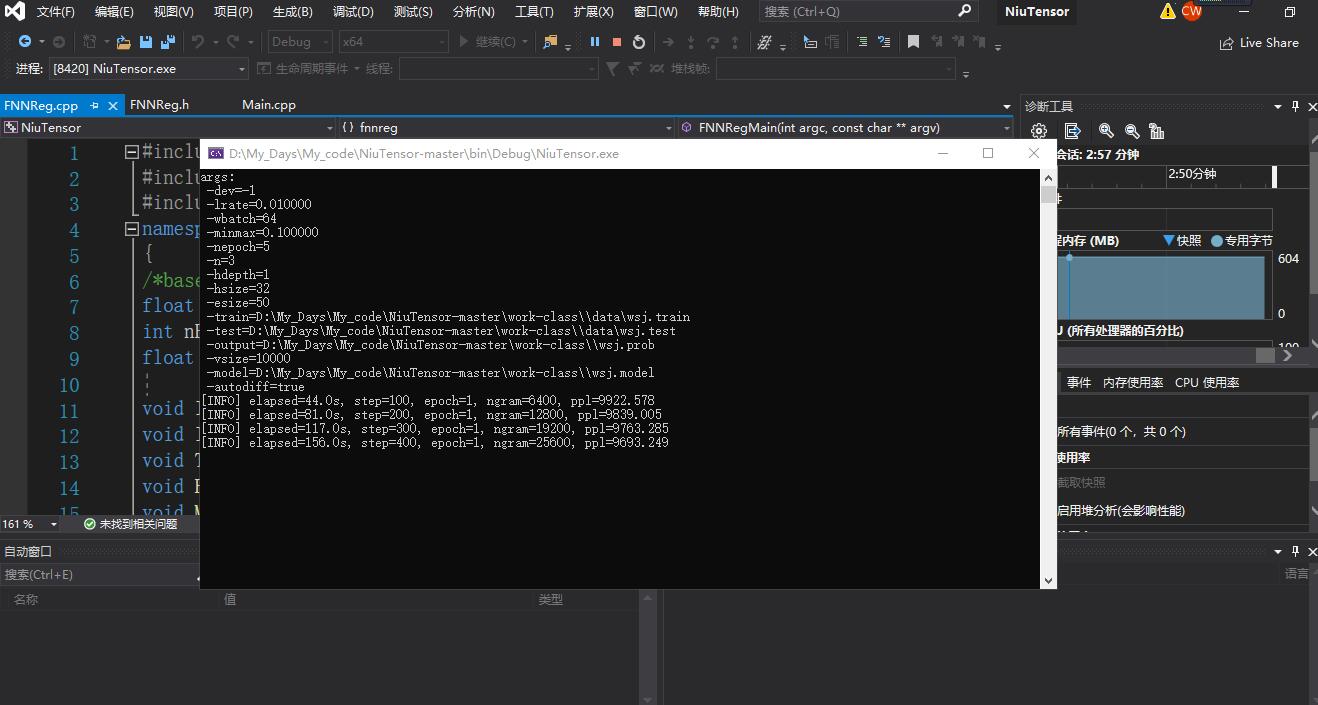 文件(F) 编辑(E) 视图(V) 项目(P) 生成(B) 调试(D) 测试(S) 分析(N) 工具(T) 扩展(X) 窗口(W) 帮助(H) 搜索 (Ctrl+Q) NiuTensor CW
Debug x64 继续(C) Live Share
进程: [8420] NiuTensor.exe 生命周期事件 线程: 堆栈帧:
FNNReg.cpp FNNReg.h Main.cpp
诊断工具
NiuTensor { } fnnreg FNNRegMain(int argc, const char ** argv)
1 #inclu
2 #inclu
3 #inclu
4 namesp
5 {
6 /*base
7 float
8 int nE
9 float
10
11 void
12 void
13 void T
14 void F
15 void M
161 % 未找到相关问题
D:\My_Days\My_code\NiuTensor-master\bin\Debug\NiuTensor.exe
args:
-dev=-1
-lrate=0.010000
-wbatch=64
-minmax=0.100000
-nepoch=5
-n=3
-hdepth=1
-hsize=32
-esize=50
-train=D:\My_Days\My_code\NiuTensor-master\work-class\\data\wsj.train
-test=D:\My_Days\My_code\NiuTensor-master\work-class\\data\wsj.test
-output=D:\My_Days\My_code\NiuTensor-master\work-class\\wsj.prob
-vsize=10000
-model=D:\My_Days\My_code\NiuTensor-master\work-class\\wsj.model
-autodiff=true
[INFO] elapsed=44.0s, step=100, epoch=1, ngram=6400, ppl=9922.578
[INFO] elapsed=81.0s, step=200, epoch=1, ngram=12800, ppl=9839.005
[INFO] elapsed=117.0s, step=300, epoch=1, ngram=19200, ppl=9763.285
[INFO] elapsed=156.0s, step=400, epoch=1, ngram=25600, ppl=9693.249
会话: 2:57 分钟
2:50分钟
件
程内存 (MB) 快照 专用字节
604
0
U (所有处理器的百分比)
100
事件 内存使用率 CPU 使用率
所有事件(0 个，共 0 个)
使用率
截取快照
启用堆分析(会影响性能)
自动窗口
搜索(Ctrl+E)
名称 值 类型
语言